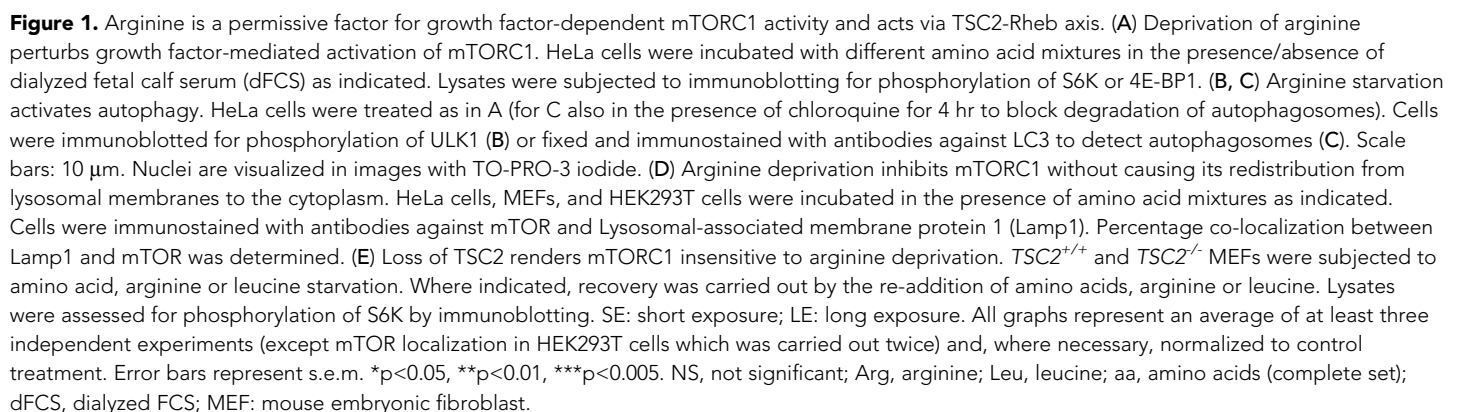 Figure 1. Arginine is a permissive factor for growth factor-dependent mTORC1 activity and acts via TSC2-Rheb axis. (A) Deprivation of arginine
perturbs growth factor-mediated activation of mTORC1. HeLa cells were incubated with different amino acid mixtures in the presence/absence of
dialyzed fetal calf serum (dFCS) as indicated. Lysates were subjected to immunoblotting for phosphorylation of S6K or 4E-BP1. (B, C) Arginine starvation
activates autophagy. HeLa cells were treated as in A (for C also in the presence of chloroquine for 4 hr to block degradation of autophagosomes). Cells
were immunoblotted for phosphorylation of ULK1 (B) or fixed and immunostained with antibodies against LC3 to detect autophagosomes (C). Scale
bars: 10 μm. Nuclei are visualized in images with TO-PRO-3 iodide. (D) Arginine deprivation inhibits mTORC1 without causing its redistribution from
lysosomal membranes to the cytoplasm. HeLa cells, MEFs, and HEK293T cells were incubated in the presence of amino acid mixtures as indicated.
Cells were immunostained with antibodies against mTOR and Lysosomal-associated membrane protein 1 (Lamp1). Percentage co-localization between
Lamp1 and mTOR was determined. (E) Loss of TSC2 renders mTORC1 insensitive to arginine deprivation. TSC2+/+ and TSC2-/- MEFs were subjected to
amino acid, arginine or leucine starvation. Where indicated, recovery was carried out by the re-addition of amino acids, arginine or leucine. Lysates
were assessed for phosphorylation of S6K by immunoblotting. SE: short exposure; LE: long exposure. All graphs represent an average of at least three
independent experiments (except mTOR localization in HEK293T cells which was carried out twice) and, where necessary, normalized to control
treatment. Error bars represent s.e.m. *p<0.05, **p<0.01, ***p<0.005. NS, not significant; Arg, arginine; Leu, leucine; aa, amino acids (complete set);
dFCS, dialyzed FCS; MEF: mouse embryonic fibroblast.